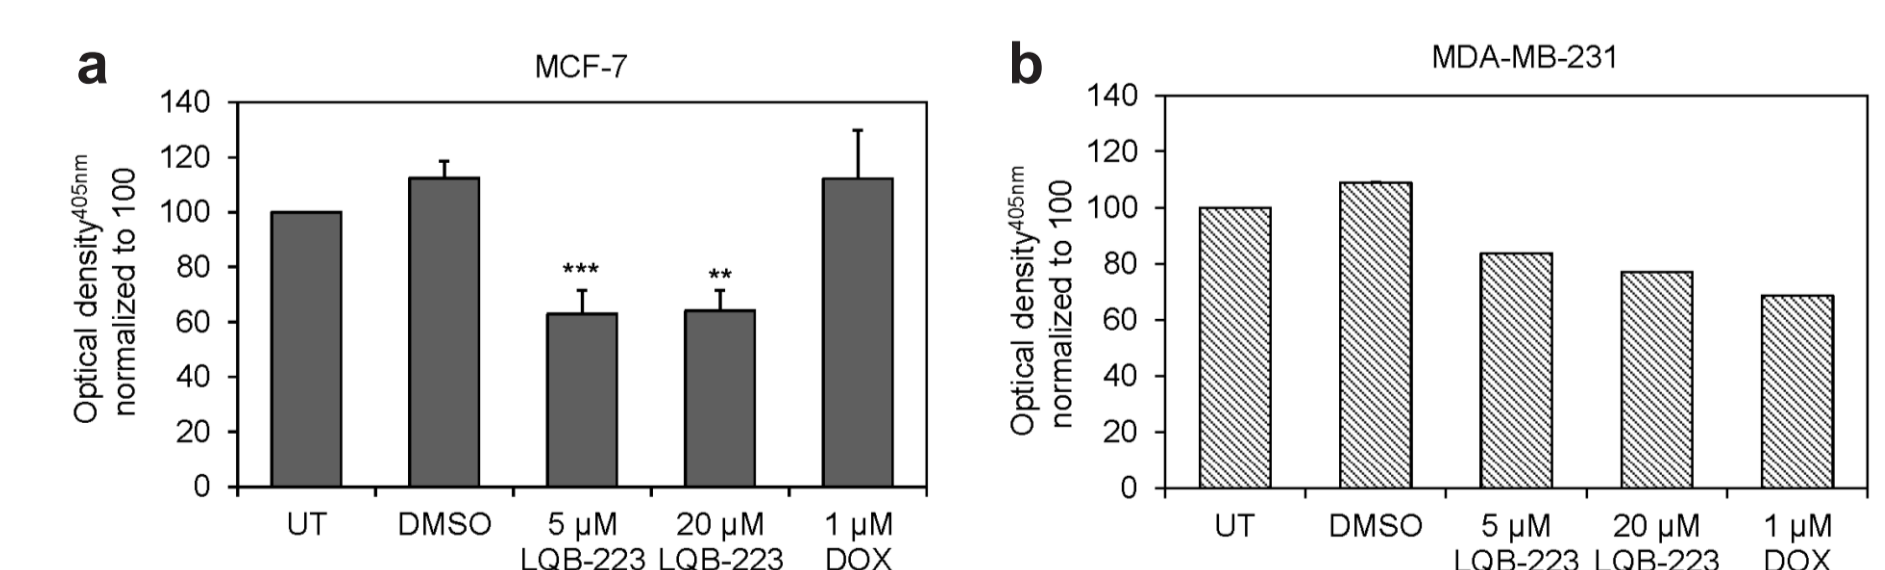 a
MCF-7
Optical density405nm
normalized to 100
140
120
100
80
60
40
20
0
***
**
UT
DMSO
5 µM
LQB-223
20 µM
LQB-223
1 µM
DOX
b
MDA-MB-231
Optical density405nm
normalized to 100
140
120
100
80
60
40
20
0
UT
DMSO
5 µM
LQB-223
20 µM
LQB-223
1 µM
DOX